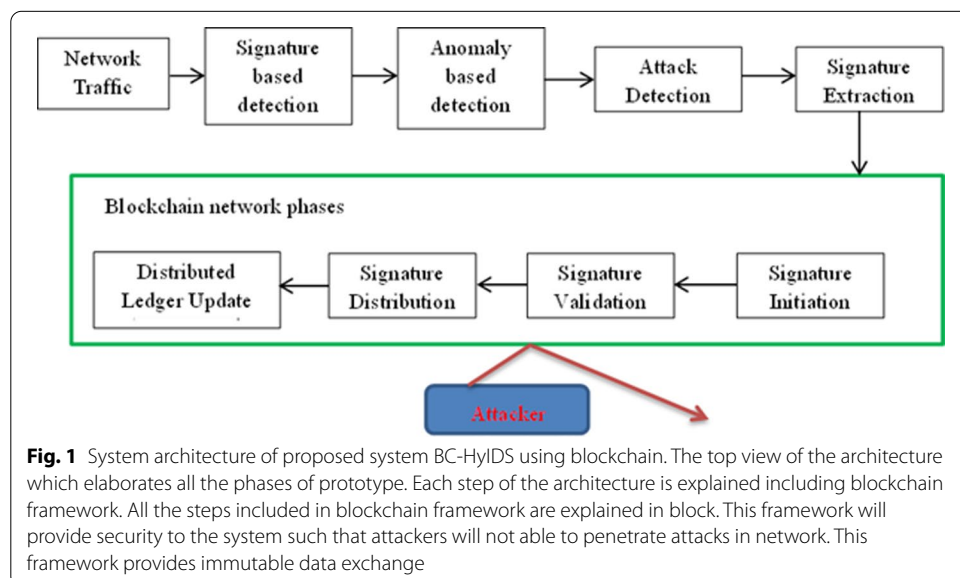 Network
Traffic
Signature
based
detection
Anomaly
based
detection
Attack
Detection
Signature
Extraction
Blockchain network phases
Distributed
Ledger Update
Signature
Distribution
Signature
Validation
Signature
Initiation
Attacker
Fig. 1 System architecture of proposed system BC-HyIDS using blockchain. The top view of the architecture
which elaborates all the phases of prototype. Each step of the architecture is explained including blockchain
framework. All the steps included in blockchain framework are explained in block. This framework will
provide security to the system such that attackers will not able to penetrate attacks in network. This
framework provides immutable data exchange